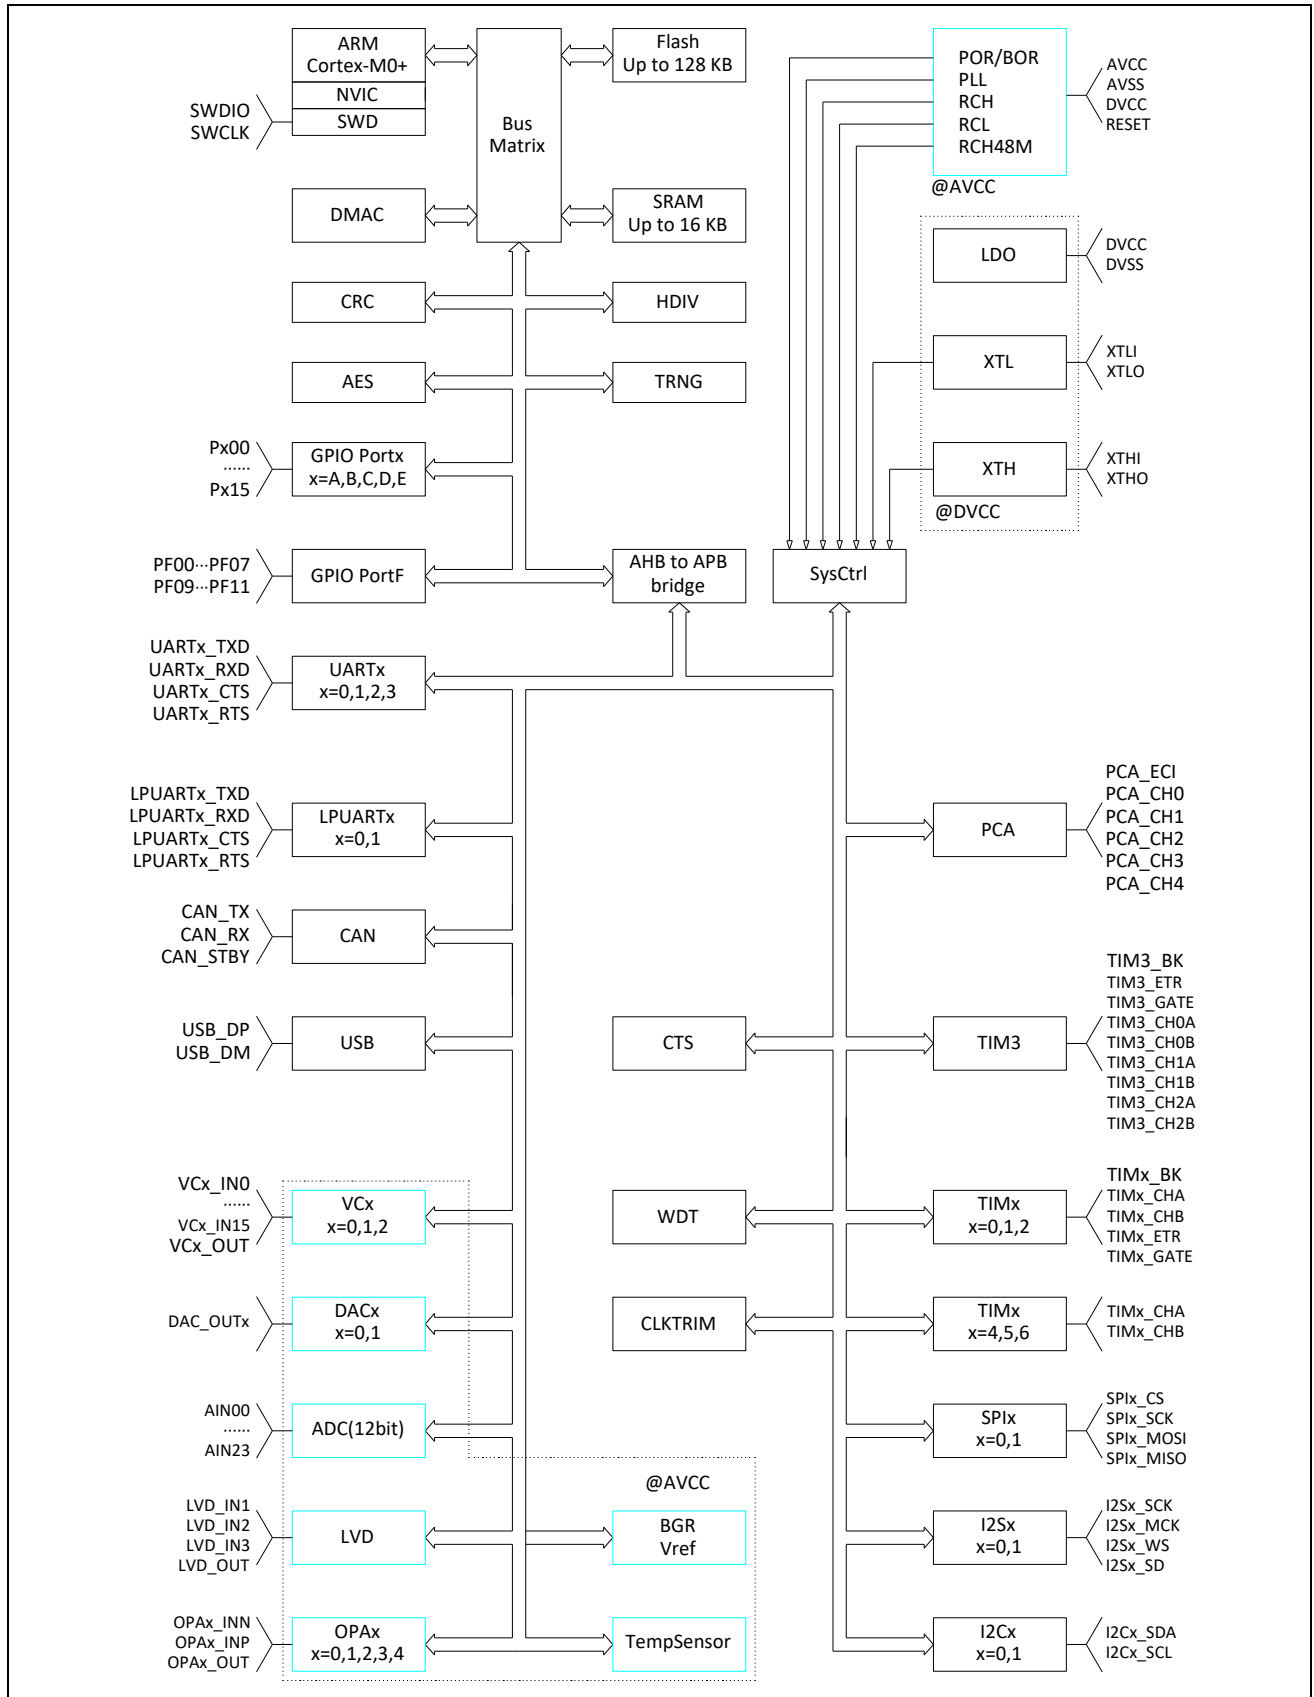 ARM
Cortex-M0+
NVIC
SWD
SWDIO
SWCLK
Bus
Matrix
Flash
Up to 128 KB
DMAC
SRAM
Up to 16 KB
POR/BOR
PLL
RCH
RCL
RCH48M
@AVCC
AVCC
AVSS
DVCC
RESET
LDO
DVCC
DVSS
CRC
HDIV
XTL
XTLI
XTLO
AES
TRNG
Px00
······
Px15
GPIO Portx
x=A,B,C,D,E
XTH
@DVCC
XTHI
XTHO
PF00···PF07
PF09···PF11
GPIO PortF
AHB to APB
bridge
SysCtrl
UARTx_TXD
UARTx_RXD
UARTx_CTS
UARTx_RTS
UARTx
x=0,1,2,3
LPUARTx_TXD
LPUARTx_RXD
LPUARTx_CTS
LPUARTx_RTS
LPUARTx
x=0,1
PCA
PCA_ECI
PCA_CH0
PCA_CH1
PCA_CH2
PCA_CH3
PCA_CH4
CAN_TX
CAN_RX
CAN_STBY
CAN
USB_DP
USB_DM
USB
CTS
TIM3
TIM3_BK
TIM3_ETR
TIM3_GATE
TIM3_CH0A
TIM3_CH0B
TIM3_CH1A
TIM3_CH1B
TIM3_CH2A
TIM3_CH2B
VCx_IN0
······
VCx_IN15
VCx_OUT
VCx
x=0,1,2
WDT
TIMx
x=0,1,2
TIMx_BK
TIMx_CHA
TIMx_CHB
TIMx_ETR
TIMx_GATE
DAC_OUTx
DACx
x=0,1
CLKTRIM
TIMx
x=4,5,6
TIMx_CHA
TIMx_CHB
AIN00
······
AIN23
ADC(12bit)
SPIx
x=0,1
SPIx_CS
SPIx_SCK
SPIx_MOSI
SPIx_MISO
@AVCC
LVD_IN1
LVD_IN2
LVD_IN3
LVD_OUT
LVD
BGR
Vref
I2Sx
x=0,1
I2Sx_SCK
I2Sx_MCK
I2Sx_WS
I2Sx_SD
OPAx_INN
OPAx_INP
OPAx_OUT
OPAx
x=0,1,2,3,4
TempSensor
I2Cx
x=0,1
I2Cx_SDA
I2Cx_SCL